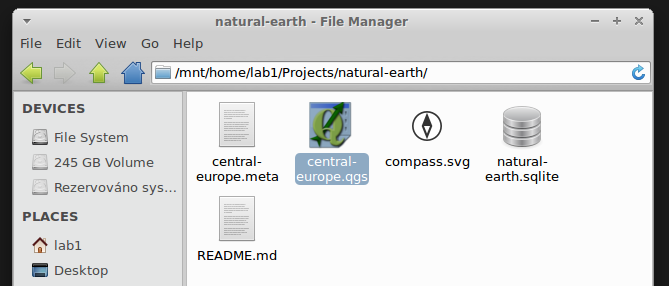 natural-earth - File Manager
File Edit View Go Help
/mnt/home/lab1/Projects/natural-earth/
DEVICES
File System
245 GB Volume
Rezervováno sys...
PLACES
lab1
Desktop
central-
europe.meta
central-
europe.qgs
compass.svg
natural-
earth.sqlite
README.md